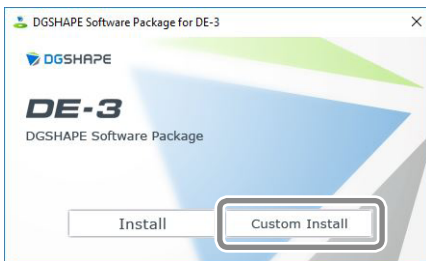 DGSHAPE Software Package for DE-3
DGSHAPE
DE-3
DGSHAPE Software Package
Install
Custom Install